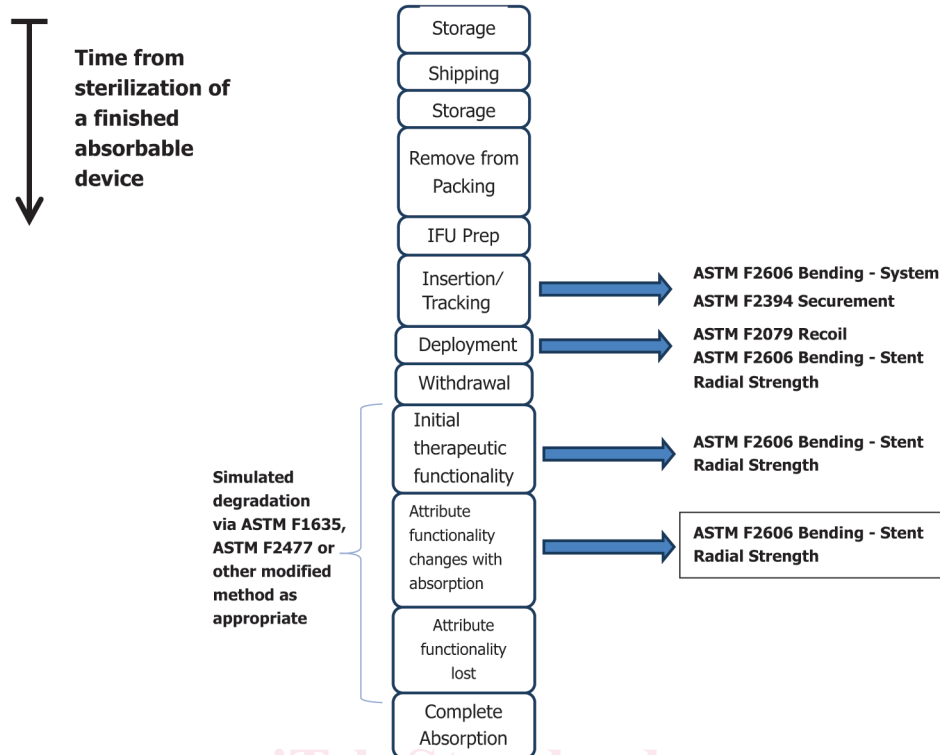 Storage
Time from
sterilization of
a finished
absorbable
device
Shipping
Storage
Remove from
Packing
IFU Prep
Insertion/
Tracking
ASTM F2606 Bending - System
ASTM F2394 Securement
Deployment
ASTM F2079 Recoil
ASTM F2606 Bending - Stent
Radial Strength
Withdrawal
Initial
therapeutic
functionality
ASTM F2606 Bending - Stent
Radial Strength
Simulated
degradation
via ASTM F1635,
ASTM F2477 or
other modified
method as
appropriate
Attribute
functionality
changes with
absorption
ASTM F2606 Bending - Stent
Radial Strength
Attribute
functionality
lost
Complete
Absorption